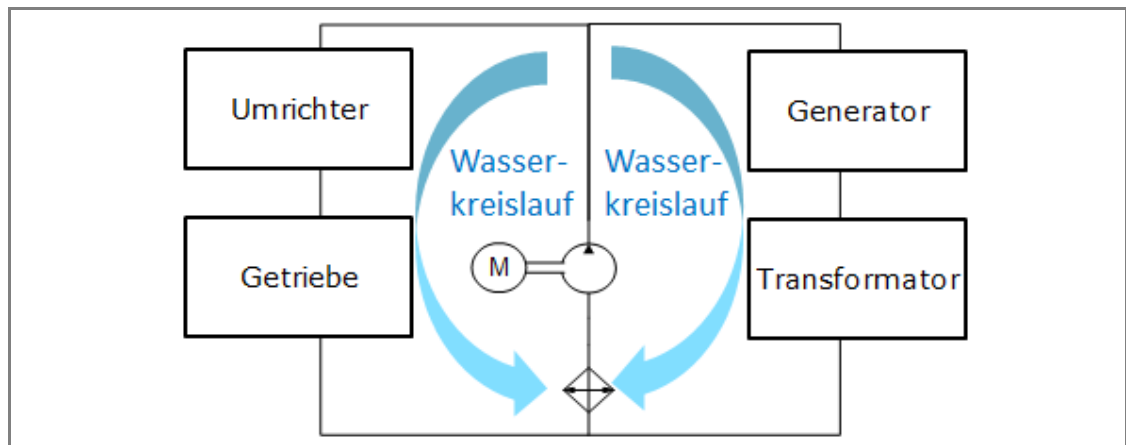 Umrichter
Generator
Wasser-
kreislauf
Wasser-
kreislauf
Getriebe
M
Transformator